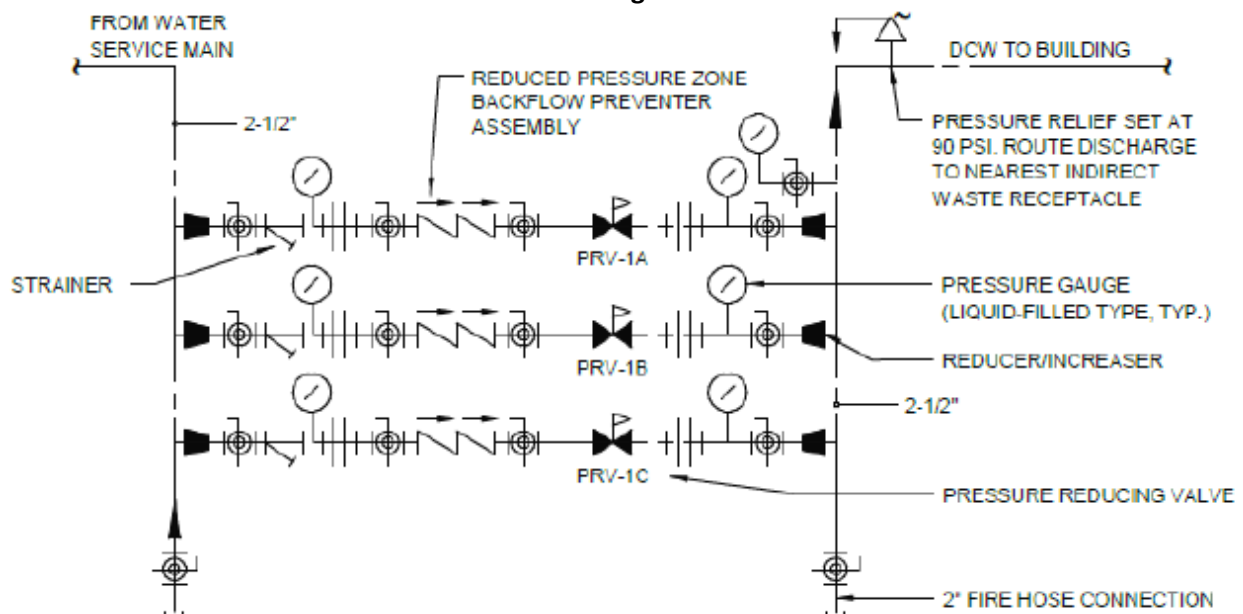 FROM WATER
SERVICE MAIN
DCW TO BUILDING
REDUCED PRESSURE ZONE
BACKFLOW PREVENTER
ASSEMBLY
2-1/2"
PRESSURE RELIEF SET AT
90 PSI. ROUTE DISCHARGE
TO NEAREST INDIRECT
WASTE RECEPTACLE
PRV-1A
STRAINER
PRESSURE GAUGE
(LIQUID-FILLED TYPE, TYP.)
PRV-1B
REDUCER/INCREASER
2-1/2"
PRV-1C
PRESSURE REDUCING VALVE
2" FIRE HOSE CONNECTION